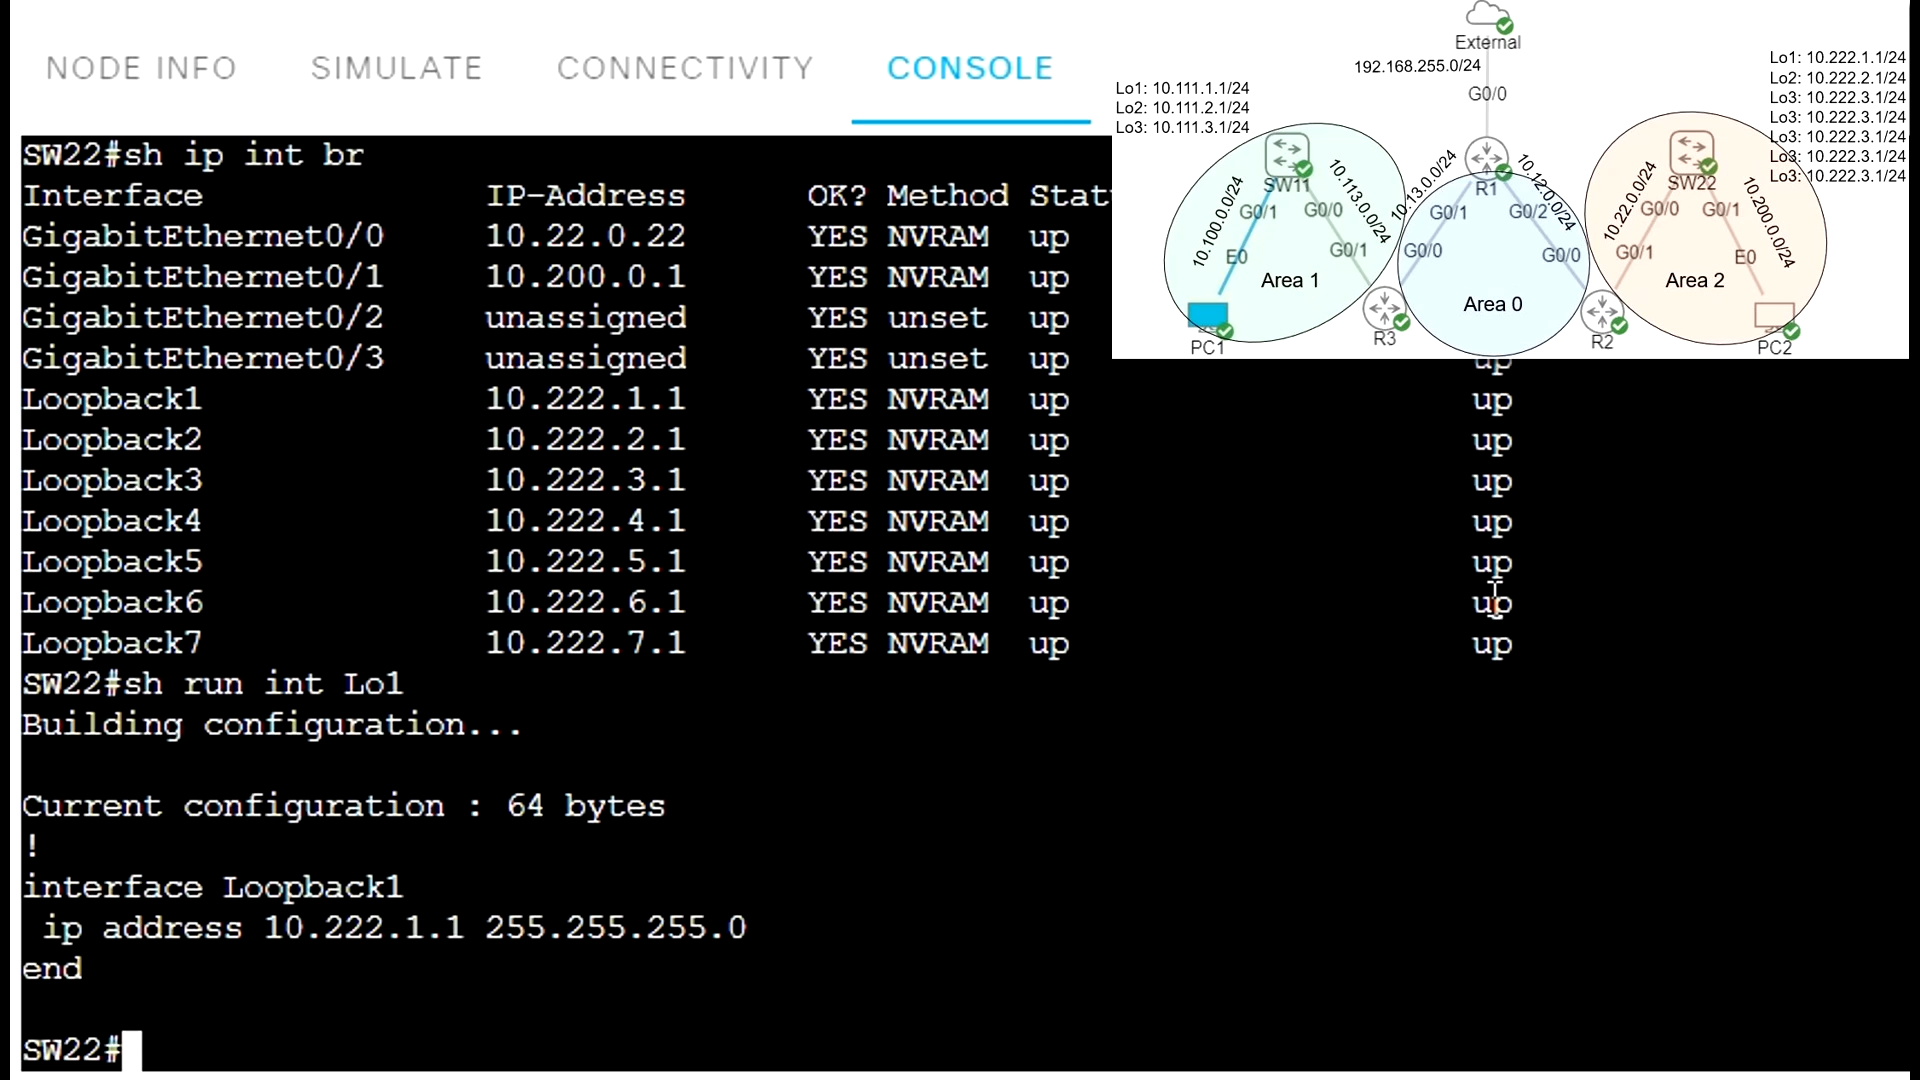 NODE INFO SIMULATE CONNECTIVITY CONSOLE
SW22#sh ip int br
Interface IP-Address OK? Method Stat
GigabitEthernet0/0 10.22.0.22 YES NVRAM up
GigabitEthernet0/1 10.200.0.1 YES NVRAM up
GigabitEthernet0/2 unassigned YES unset up
GigabitEthernet0/3 unassigned YES unset up up
Loopback1 10.222.1.1 YES NVRAM up up
Loopback2 10.222.2.1 YES NVRAM up up
Loopback3 10.222.3.1 YES NVRAM up up
Loopback4 10.222.4.1 YES NVRAM up up
Loopback5 10.222.5.1 YES NVRAM up up
Loopback6 10.222.6.1 YES NVRAM up up
Loopback7 10.222.7.1 YES NVRAM up up
SW22#sh run int Lo1
Building configuration...
Current configuration : 64 bytes
!
interface Loopback1
ip address 10.222.1.1 255.255.255.0
end
SW22#
External
192.168.255.0/24
G0/0
Lo1: 10.111.1.1/24
Lo2: 10.111.2.1/24
Lo3: 10.111.3.1/24
Lo1: 10.222.1.1/24
Lo2: 10.222.2.1/24
Lo3: 10.222.3.1/24
Lo3: 10.222.3.1/24
Lo3: 10.222.3.1/24
Lo3: 10.222.3.1/24
Lo3: 10.222.3.1/24
SW11
10.100.0.0/24
G0/1
G0/0
10.113.0.0/24
E0
G0/1
Area 1
PC1
R3
R1
10.13.0.0/24
10.12.0.0/24
G0/1
G0/2
G0/0
G0/0
Area 0
R2
SW22
10.22.0.0/24
G0/0
G0/1
10.200.0.0/24
G0/1
E0
Area 2
PC2